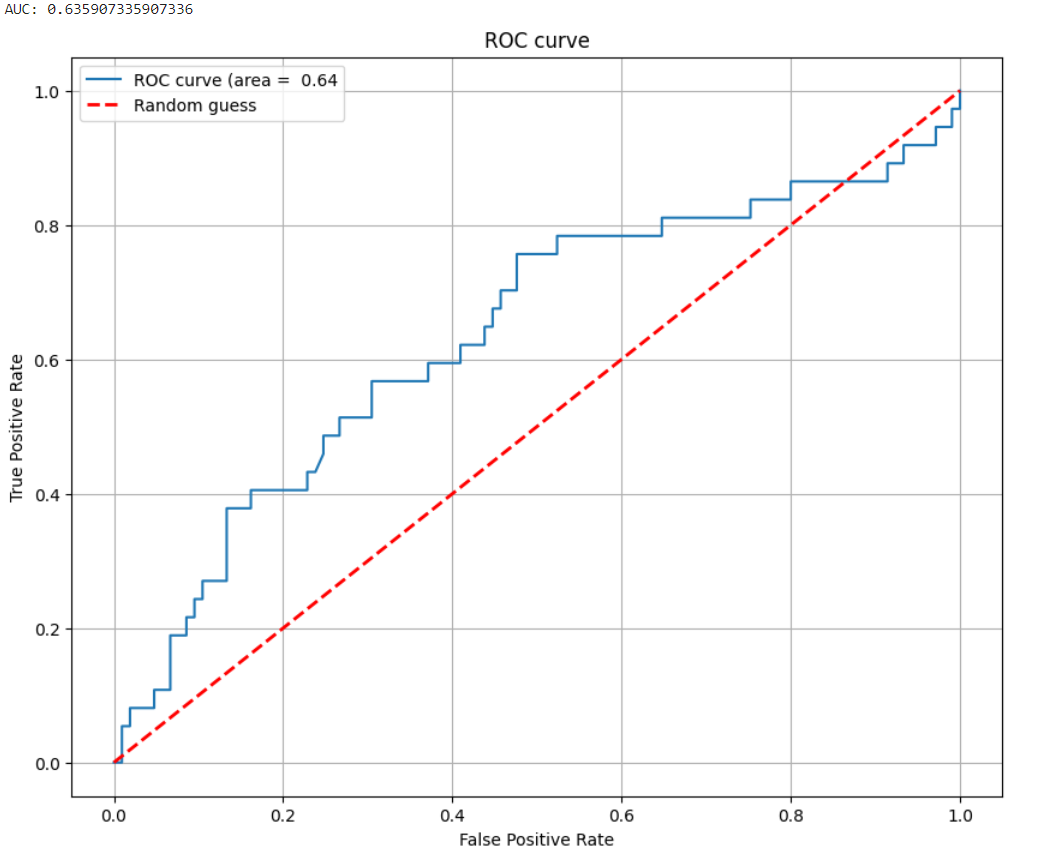 AUC: 0.635907335907336
ROC curve
ROC curve (area =  0.64
Random guess
1.0
0.8
0.6
0.4
0.2
0.0
True Positive Rate
0.0 0.2 0.4 0.6 0.8 1.0
False Positive Rate